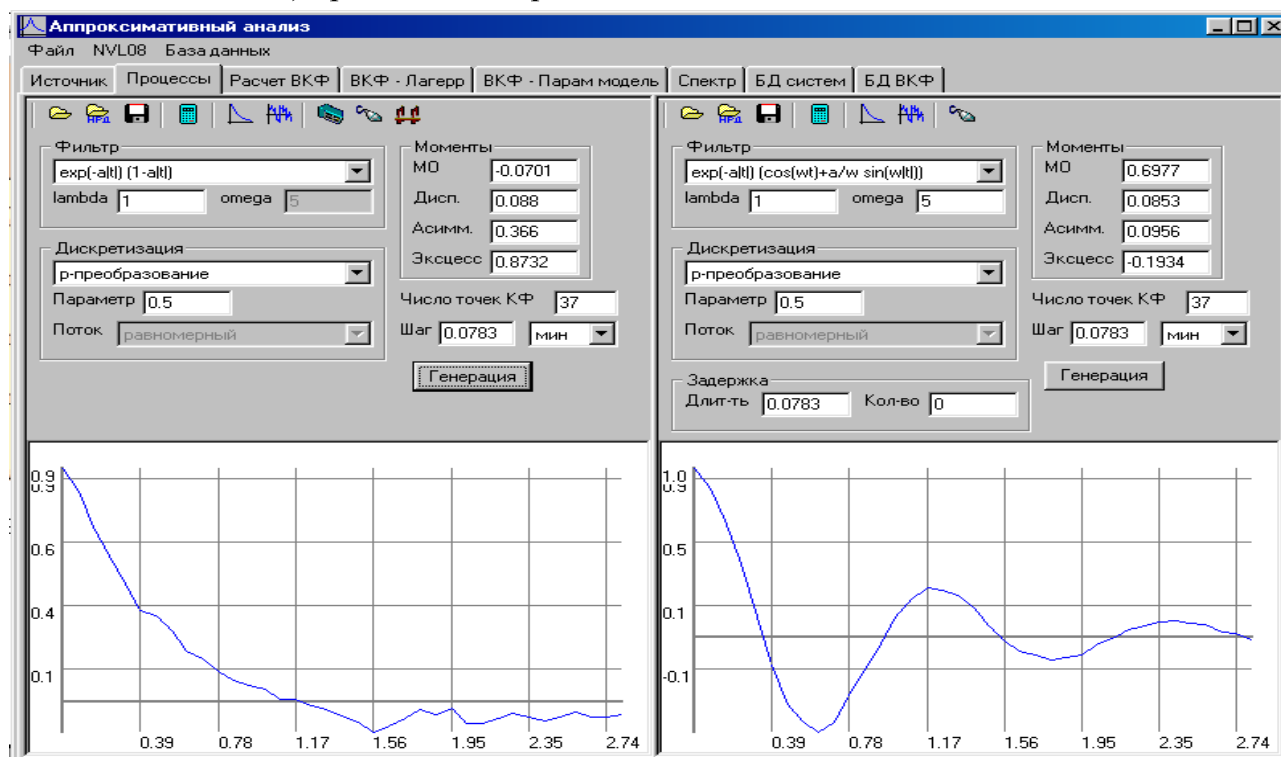 Аппроксимативный анализ
Файл NVL08 База данных
Источник Процессы Расчет ВКФ ВКФ - Лагерр ВКФ - Парам модель Спектр БД систем БД ВКФ
НРД
Фильтр
exp(-a|t|) (1-a|t|)
lambda 1 omega 5
Дискретизация
p-преобразование
Параметр 0.5
Поток равномерный
Моменты
МО -0.0701
Дисп. 0.088
Асимм. 0.366
Эксцесс 0.8732
Число точек КФ 37
Шаг 0.0783 мин
Генерация
0.9
0.9
0.6
0.4
0.1
0.39 0.78 1.17 1.56 1.95 2.35 2.74
НРД
Фильтр
exp(-a|t|) (cos(wt)+a/w sin(w|t|))
lambda 1 omega 5
Дискретизация
p-преобразование
Параметр 0.5
Поток равномерный
Задержка
Длит-ть 0.0783 Кол-во 0
Моменты
МО 0.6977
Дисп. 0.0853
Асимм. 0.0956
Эксцесс -0.1934
Число точек КФ 37
Шаг 0.0783 мин
Генерация
1.0
0.9
0.5
0.1
-0.1
0.39 0.78 1.17 1.56 1.95 2.35 2.74